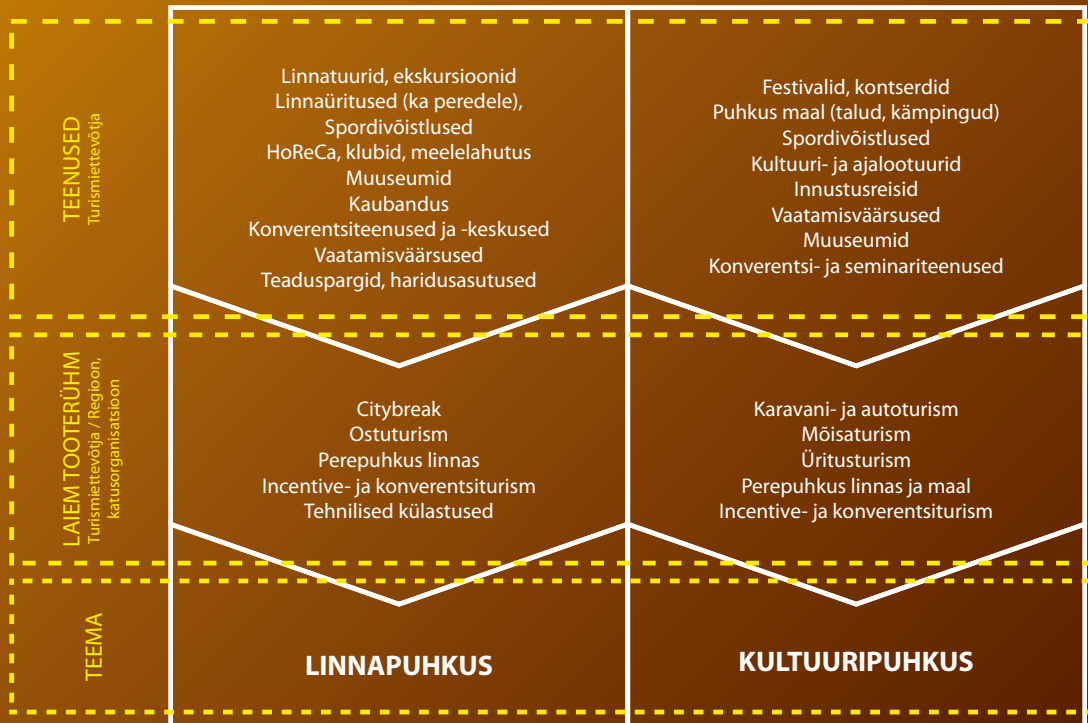 TEENUSED
Turismiettevõtja
Linnatuurid, ekskursioonid
Linnaüritused (ka peredele),
Spordivõistlused
HoReCa, klubid, meelelahutus
Muuseumid
Kaubandus
Konverentsiteenused ja -keskused
Vaatamisväärsused
Teaduspargid, haridusasutused
Festivalid, kontserdid
Puhkus maal (talud, kämpingud)
Spordivõistlused
Kultuuri- ja ajalootuurid
Innustusreisid
Vaatamisväärsused
Muuseumid
Konverentsi- ja seminariteenused
LAIEM TOOTERÜHM
Turismiettevõtja / Regioon,
katusorganisatsioon
Citybreak
Ostuturism
Perepuhkus linnas
Incentive- ja konverentsiturism
Tehnilised külastused
Karavani- ja autoturism
Mõisaturism
Üritusturism
Perepuhkus linnas ja maal
Incentive- ja konverentsiturism
TEEMA
LINNAPUHKUS
KULTUURIPUHKUS